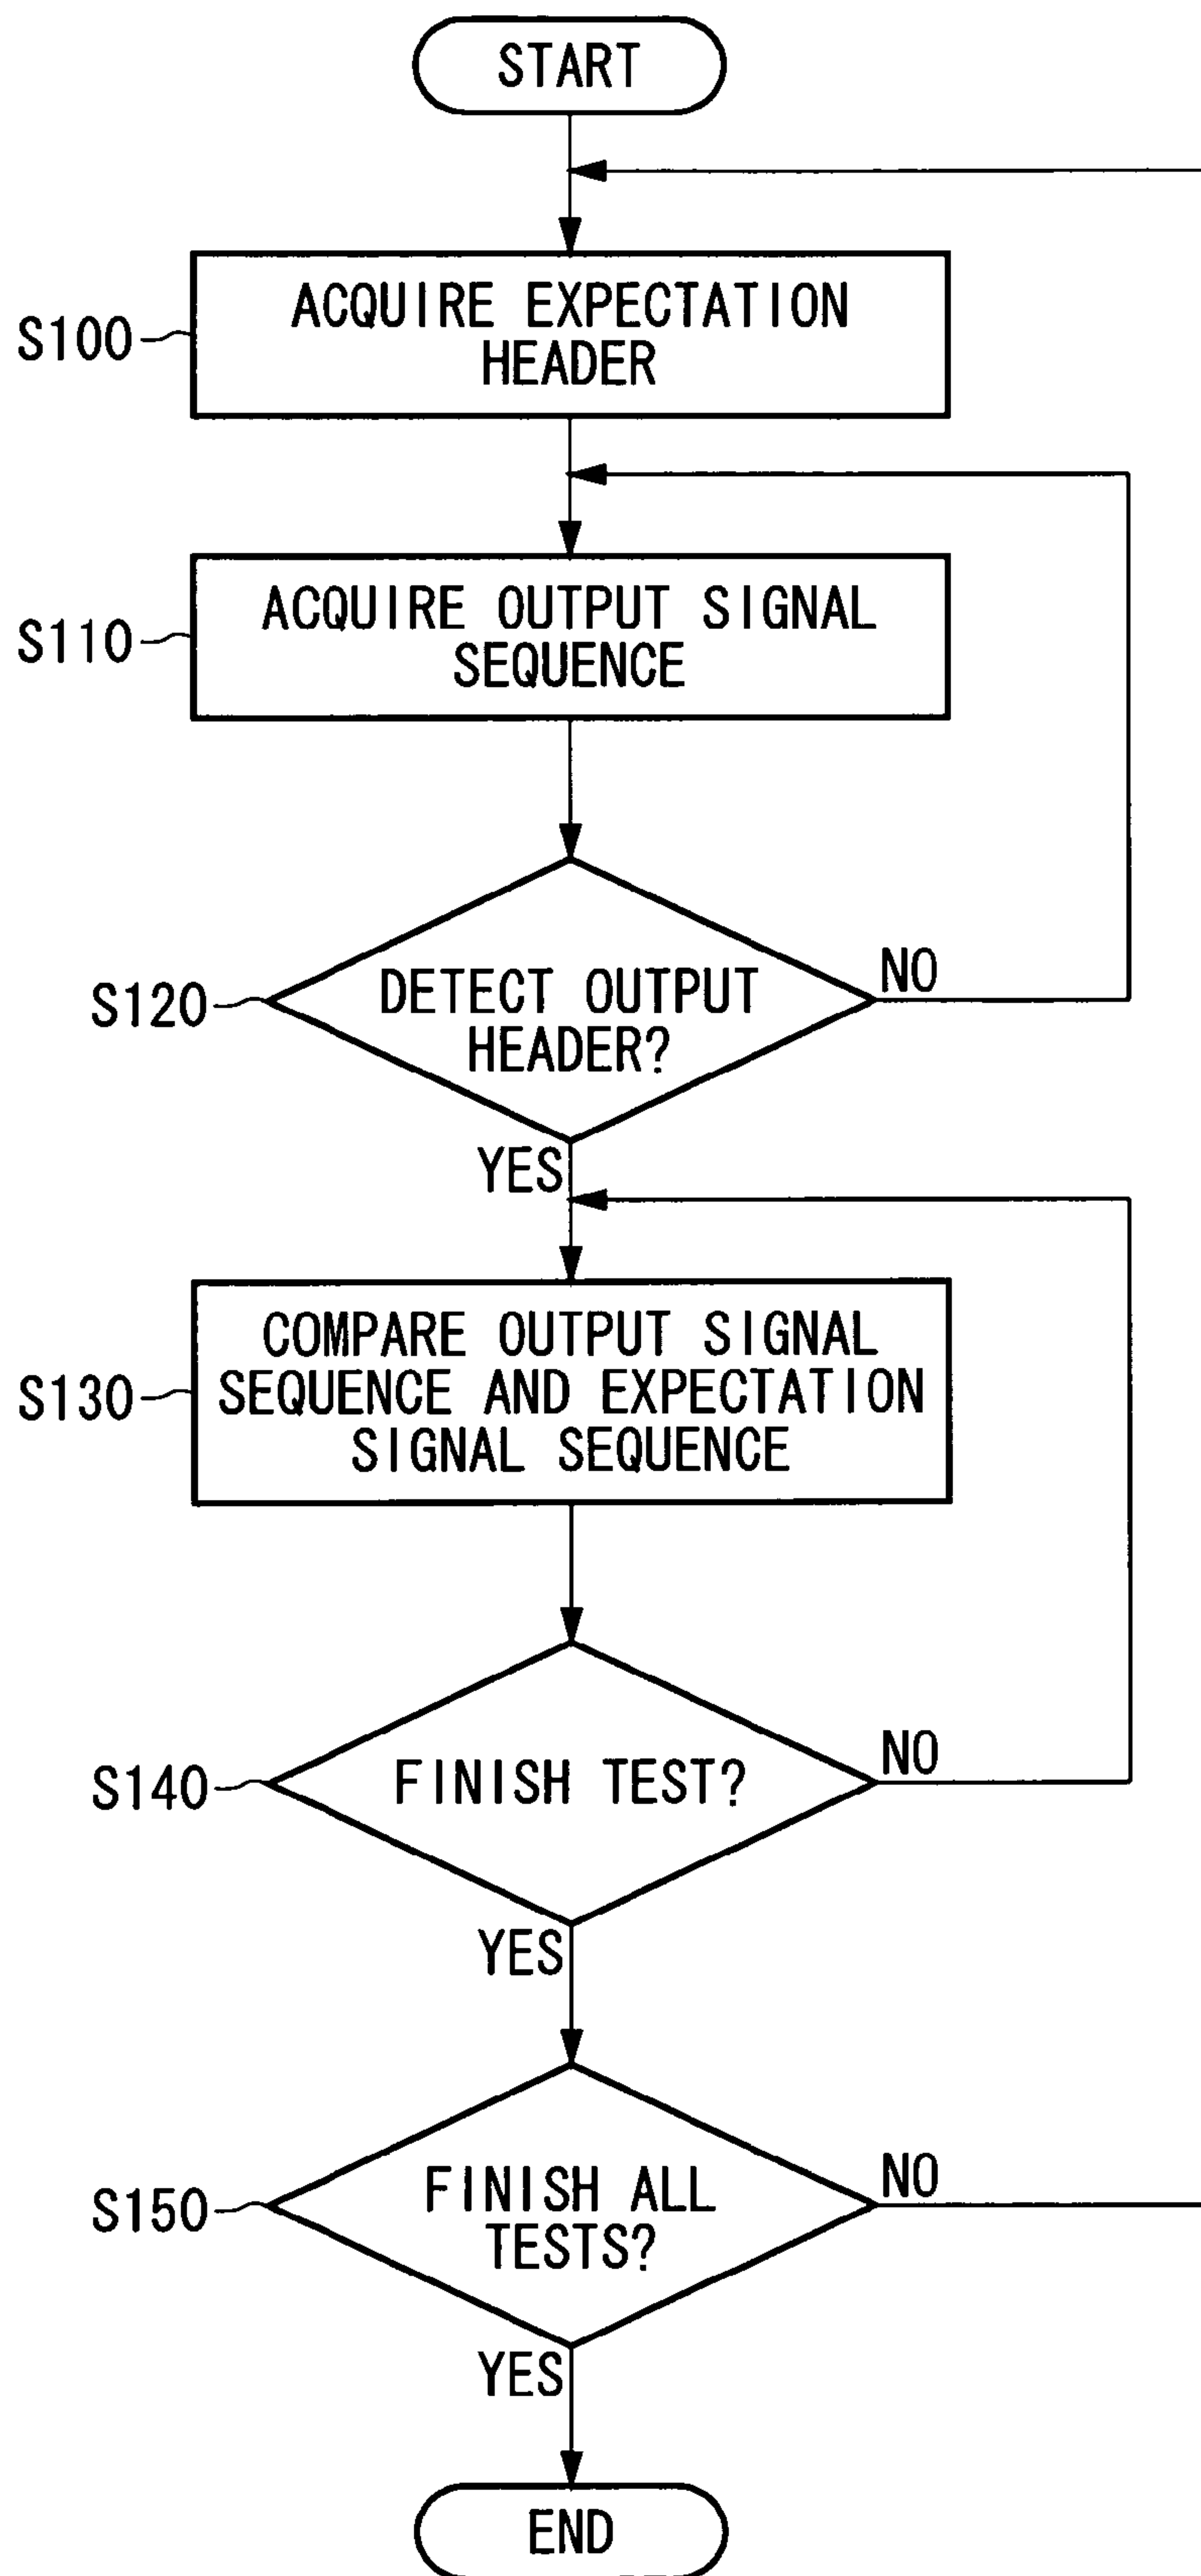 START
S100
ACQUIRE EXPECTATION
HEADER
S110
ACQUIRE OUTPUT SIGNAL
SEQUENCE
S120
DETECT OUTPUT
HEADER?
NO
YES
S130
COMPARE OUTPUT SIGNAL
SEQUENCE AND EXPECTATION
SIGNAL SEQUENCE
S140
FINISH TEST?
NO
YES
S150
FINISH ALL
TESTS?
NO
YES
END